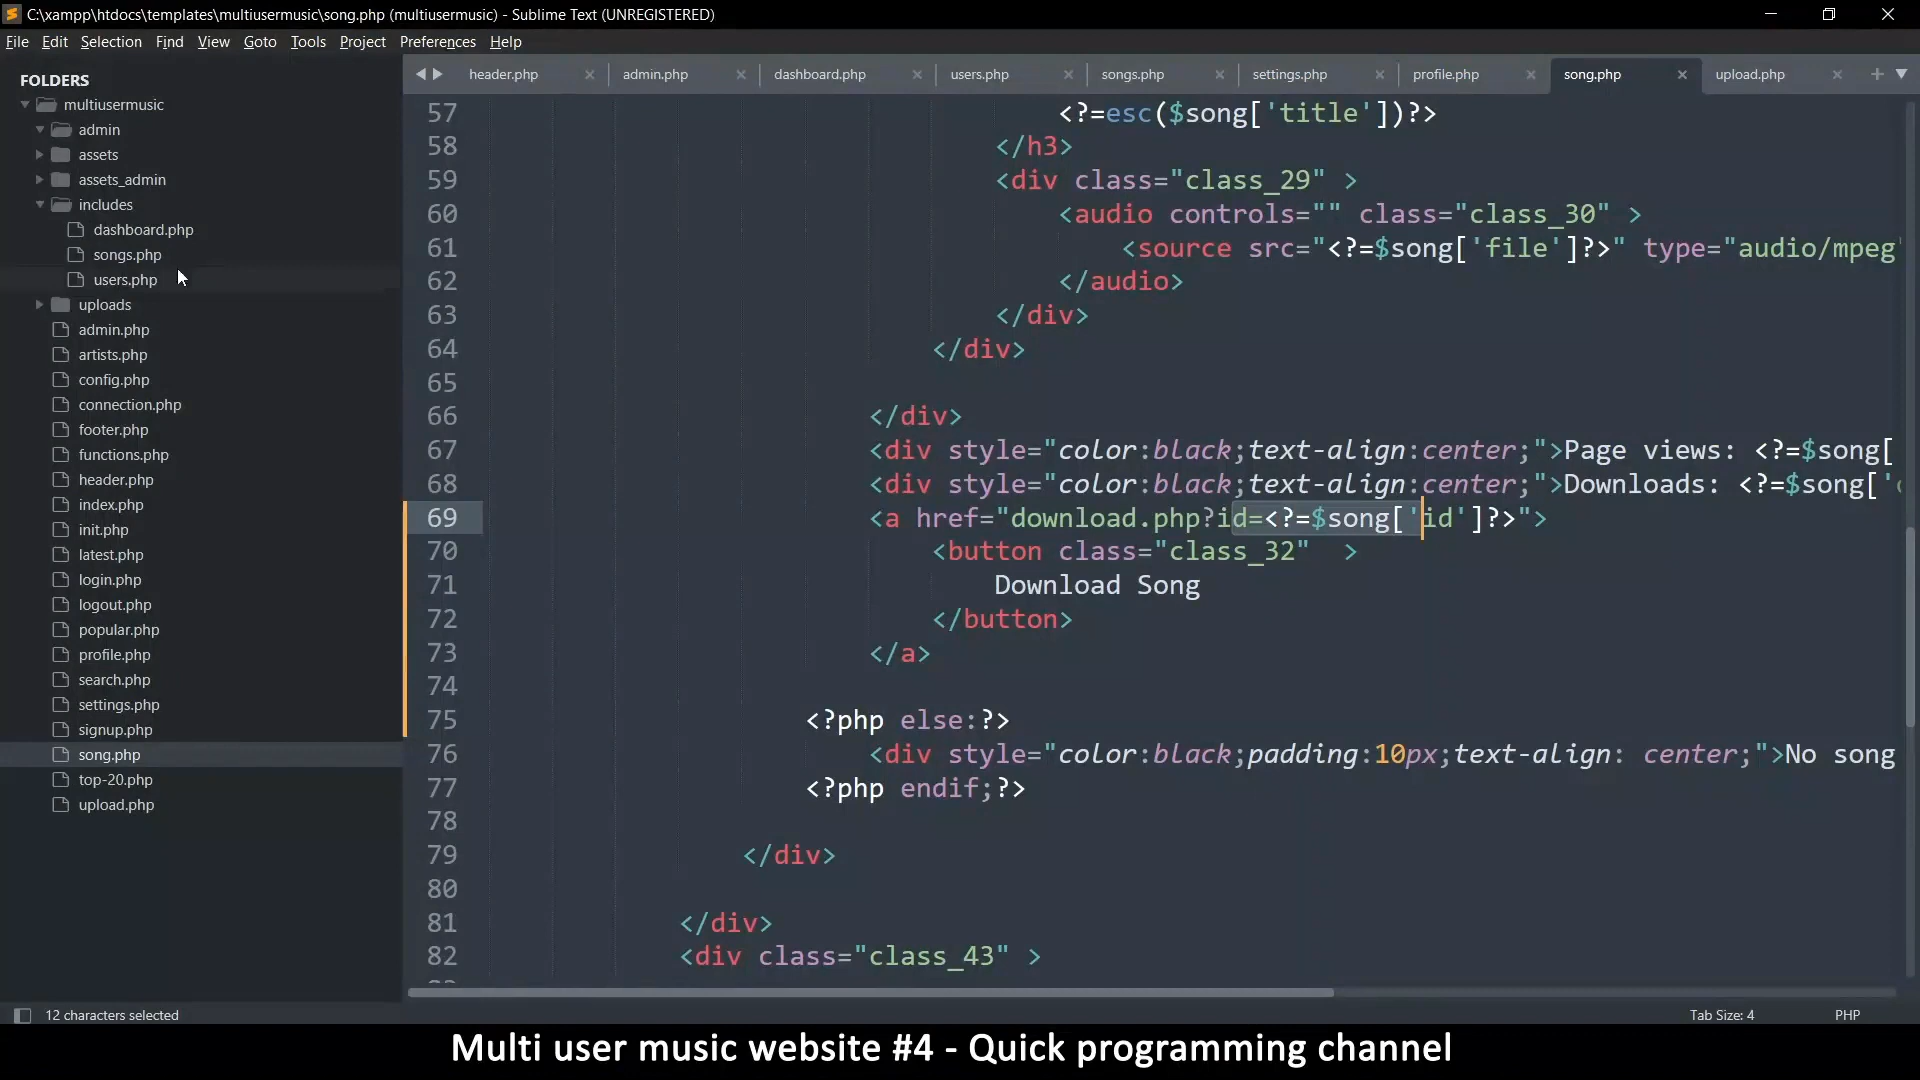 C:\xampp\htdocs\templates\multiusermusic\song.php (multiusermusic) - Sublime Text (UNREGISTERED)
File Edit Selection Find View Goto Tools Project Preferences Help
FOLDERS
multiusermusic
admin
assets
assets_admin
includes
dashboard.php
songs.php
users.php
uploads
admin.php
artists.php
config.php
connection.php
footer.php
functions.php
header.php
index.php
init.php
latest.php
login.php
logout.php
popular.php
profile.php
search.php
settings.php
signup.php
song.php
top-20.php
upload.php
header.php admin.php dashboard.php users.php songs.php settings.php profile.php song.php upload.php
57 <?=esc($song['title'])?>
58 </h3>
59 <div class="class_29" >
60 <audio controls="" class="class_30" >
61 <source src="<?=$song['file']?>" type="audio/mpeg
62 </audio>
63 </div>
64 </div>
65
66 </div>
67 <div style="color:black;text-align:center;">Page views: <?=$song[
68 <div style="color:black;text-align:center;">Downloads: <?=$song['
69 <a href="download.php?id=<?=$song['id']?>">
70 <button class="class_32"  >
71 Download Song
72 </button>
73 </a>
74
75 <?php else:?>
76 <div style="color:black;padding:10px;text-align: center;">No song
77 <?php endif;?>
78
79 </div>
80
81 </div>
82 <div class="class_43" >
12 characters selected Tab Size: 4 PHP
Multi user music website #4 - Quick programming channel